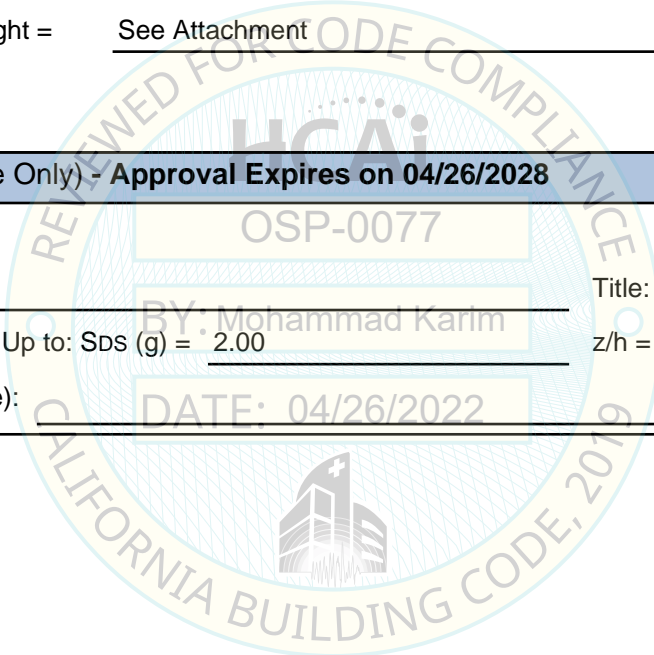 ght = See Attachment
REVIEWED FOR CODE COMPLIANCE
HCAi
e Only) - Approval Expires on 04/26/2028
OSP-0077
Title:
BY: Mohammad Karim
Up to: SDS (g) = 2.00 z/h =
e):
DATE: 04/26/2022
CALIFORNIA BUILDING CODE, 2019